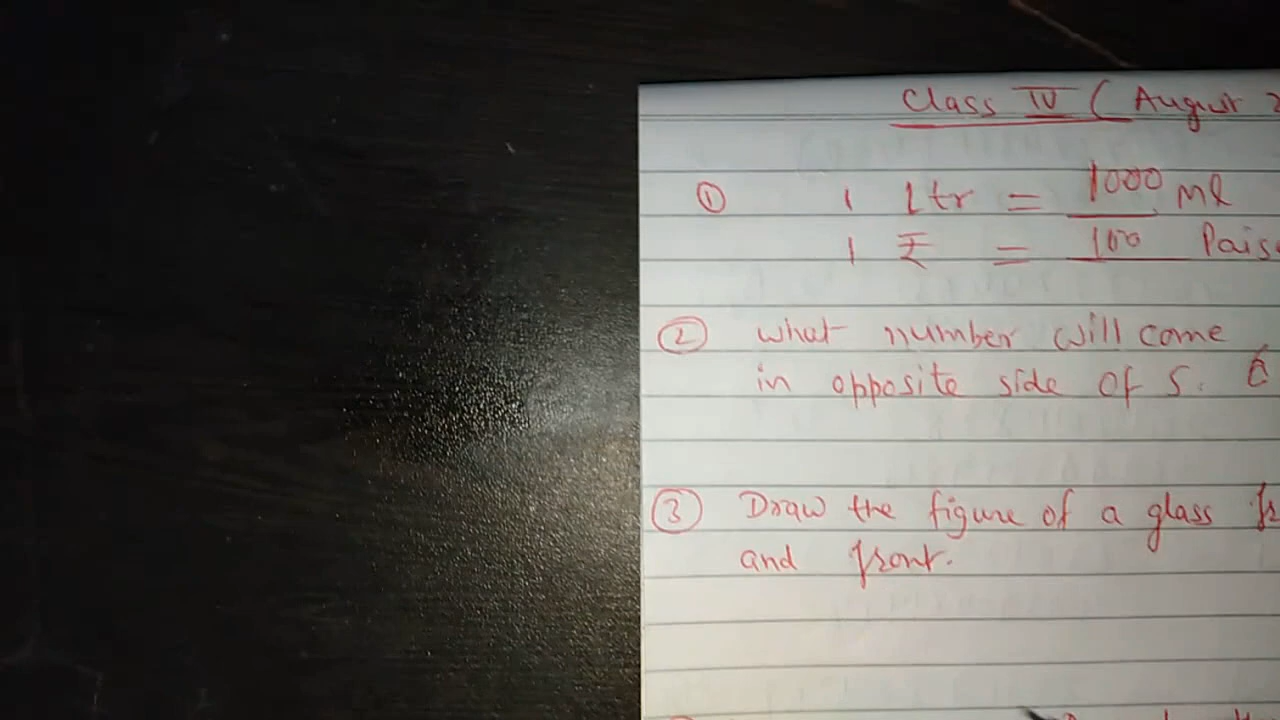 Class IV ( August
① 1 Ltr = 1000 Ml
1 ₹ = 100 Pais
② what number will come
in opposite side of 5.
③ Draw the figure of a glass
and front.